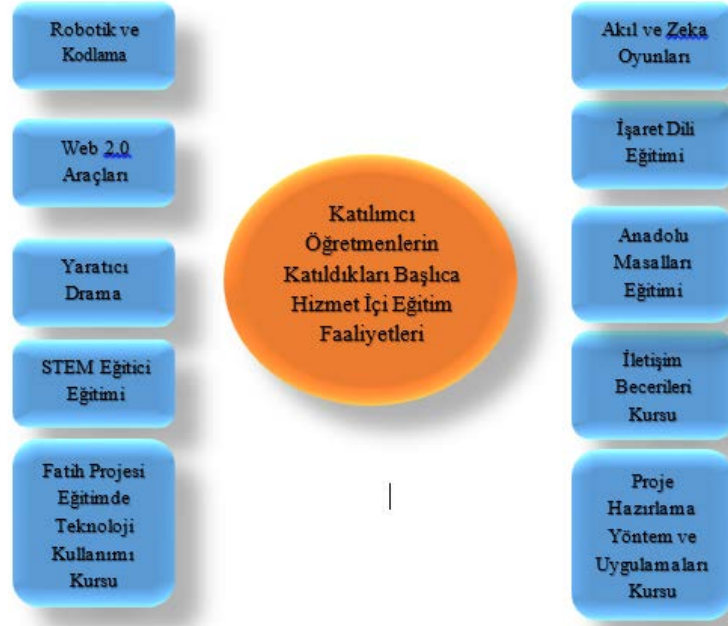 Robotik ve
Kodlama
Web 2.0
Araçları
Yaratıcı
Drama
STEM Eğitici
Eğitimi
Fatih Projesi
Eğitimde
Teknoloji
Kullanımı
Kursu
Katılımcı
Öğretmenlerin
Katıldıkları Başlıca
Hizmet İçi Eğitim
Faaliyetleri
Akıl ve Zeka
Oyunları
İşaret Dili
Eğitimi
Anadolu
Masalları
Eğitimi
İletişim
Becerileri
Kursu
Proje
Hazırlama
Yöntem ve
Uygulamaları
Kursu